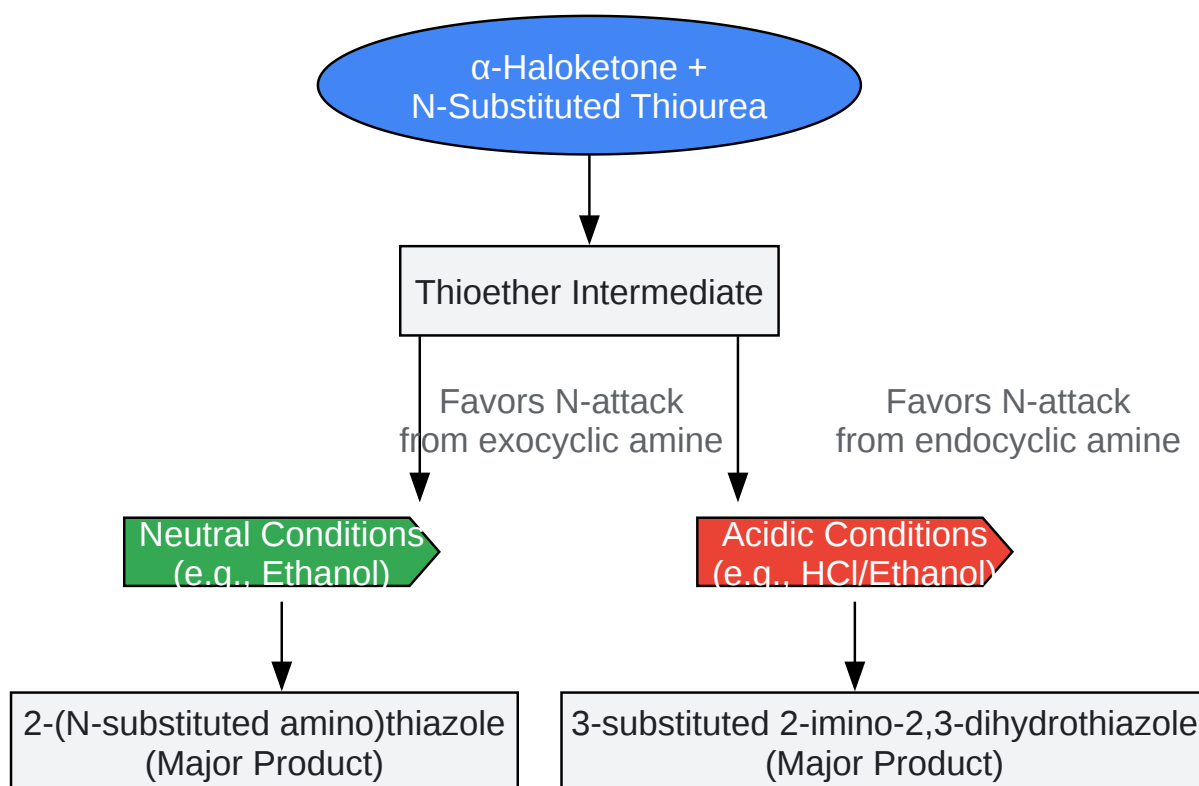 α-Haloketone +
N-Substituted Thiourea
Thioether Intermediate
Favors N-attack
from exocyclic amine
Favors N-attack
from endocyclic amine
Neutral Conditions
(e.g., Ethanol)
Acidic Conditions
(e.g., HCl/Ethanol)
2-(N-substituted amino)thiazole
(Major Product)
3-substituted 2-imino-2,3-dihydrothiazole
(Major Product)